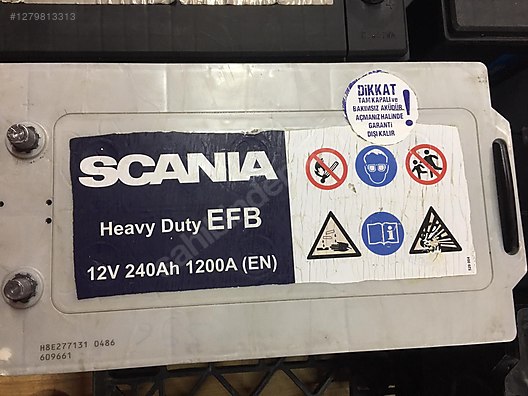 #1279813313
DİKKAT
TAM KAPALI ve
BAKIMSIZ AKÜDÜR.
AÇMANIZ HALİNDE
GARANTİ
DIŞI KALIR
!
SCANIA
Heavy Duty EFB
12V 240Ah 1200A (EN)
H8E277131 0486
609661